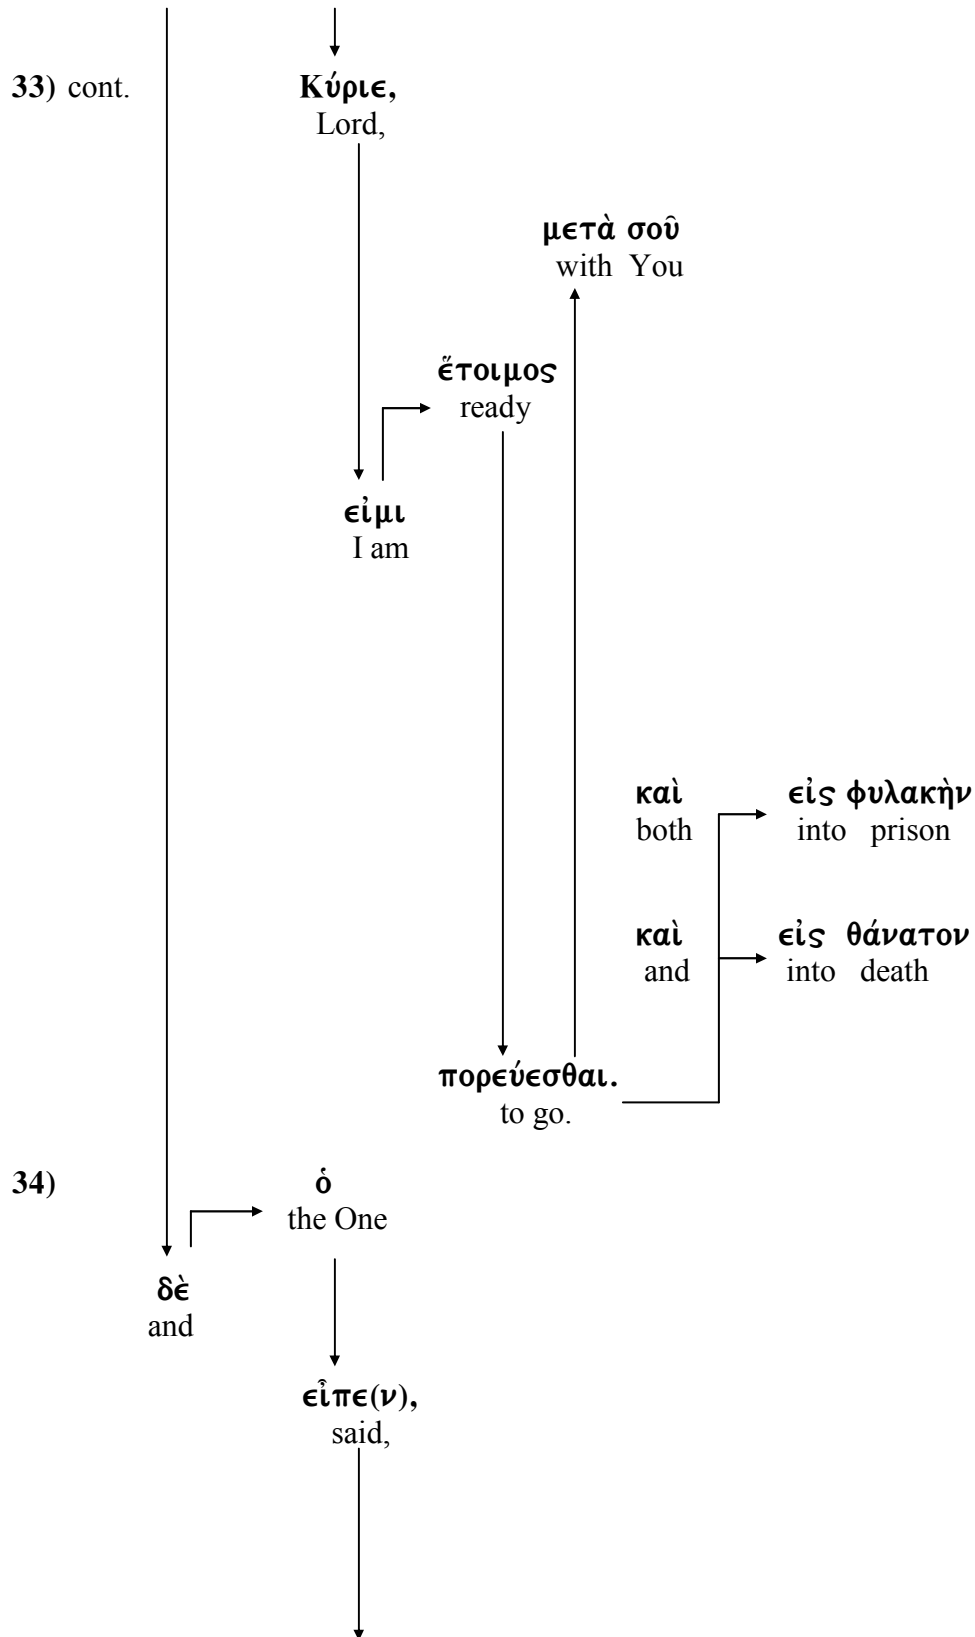 33) cont. Κύριε,
Lord,
μετὰ σοῦ
with You
ἕτοιμος
ready
εἰμι
I am
καὶ εἰς φυλακὴν
both into prison
καὶ εἰς θάνατον
and into death
πορεύεσθαι.
to go.
34) ὁ
the One
δὲ
and
εἶπε(ν),
said,